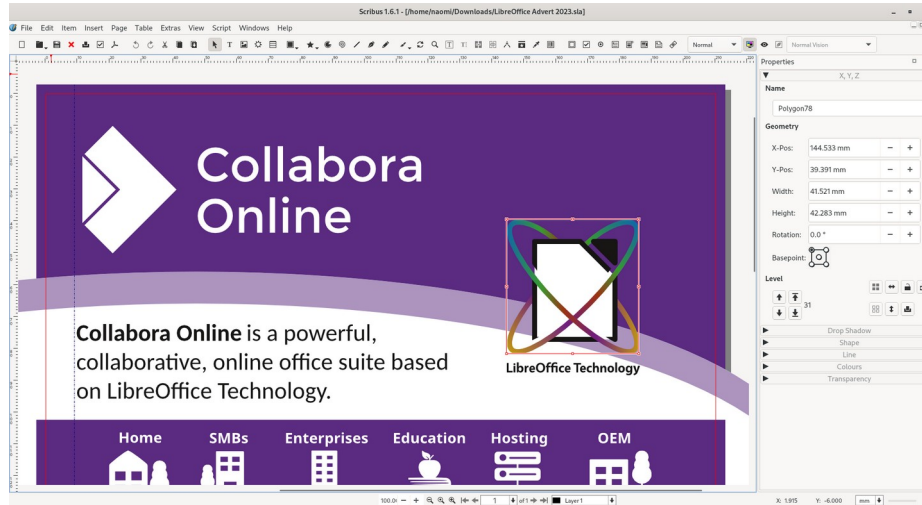 Scribus 1.6.1 - [/home/naomi/Downloads/LibreOffice Advert 2023.sla]
File Edit Item Insert Page Table Extras View Script Windows Help
Normal
Normal Vision
Properties
X, Y, Z
Name
Polygon78
Geometry
X-Pos: 144.533 mm - +
Y-Pos: 39.391 mm - +
Width: 41.521 mm - +
Height: 42.283 mm - +
Rotation: 0.0 ° - +
Basepoint:
Level
31
Drop Shadow
Shape
Line
Colours
Transparency
Collabora
Online
Collabora Online is a powerful,
collaborative, online office suite based
on LibreOffice Technology.
LibreOffice Technology
Home SMBs Enterprises Education Hosting OEM
1 of 1 Layer1
X: 1.915 Y: -6.000 mm